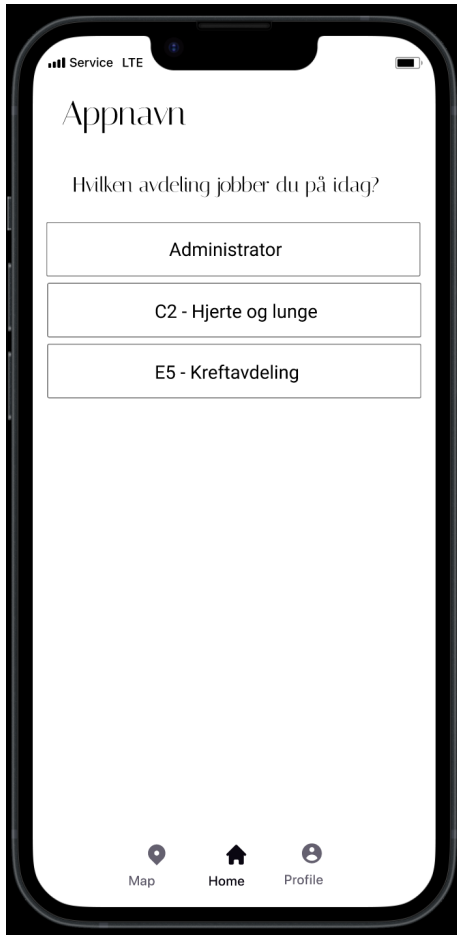 Service LTE
Appnavn
Hvilken avdeling jobber du på idag?
Administrator
C2 - Hjerte og lunge
E5 - Kreftavdeling
Map Home Profile